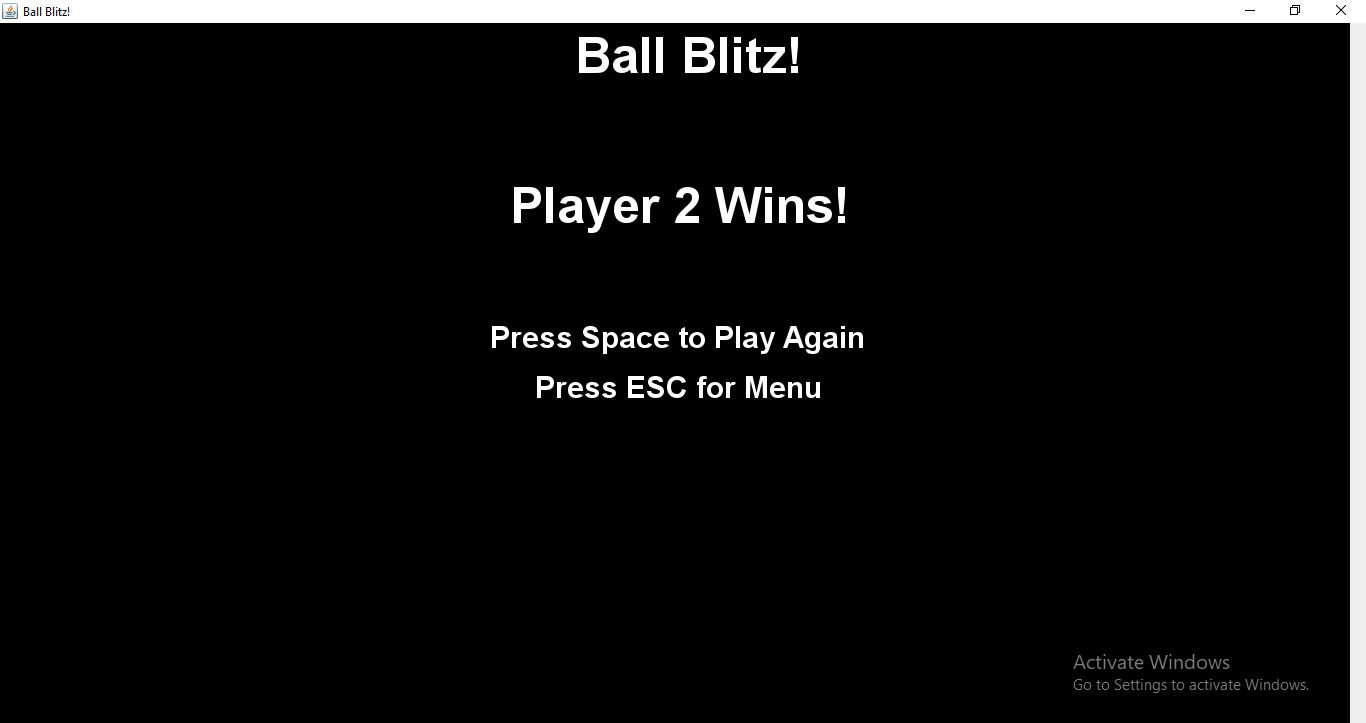 Ball Blitz!
Ball Blitz!
Player 2 Wins!
Press Space to Play Again
Press ESC for Menu
Activate Windows
Go to Settings to activate Windows.